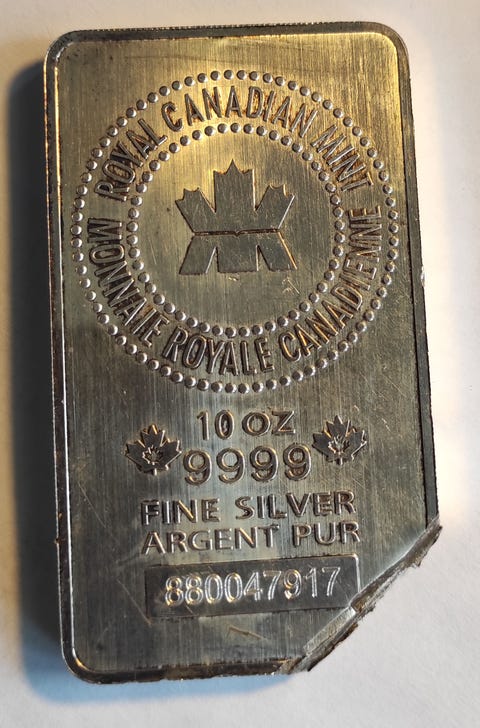 ROYAL CANADIAN MINT
MONNAIE ROYALE CANADIENNE
10 OZ
9999
FINE SILVER
ARGENT PUR
880047917